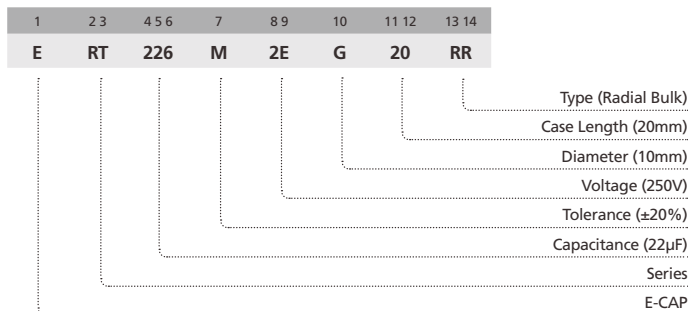 1 2 3 4 5 6 7 8 9 10 11 12 13 14
E RT 226 M 2E G 20 RR
Type (Radial Bulk)
Case Length (20mm)
Diameter (10mm)
Voltage (250V)
Tolerance (±20%)
Capacitance (22µF)
Series
E-CAP